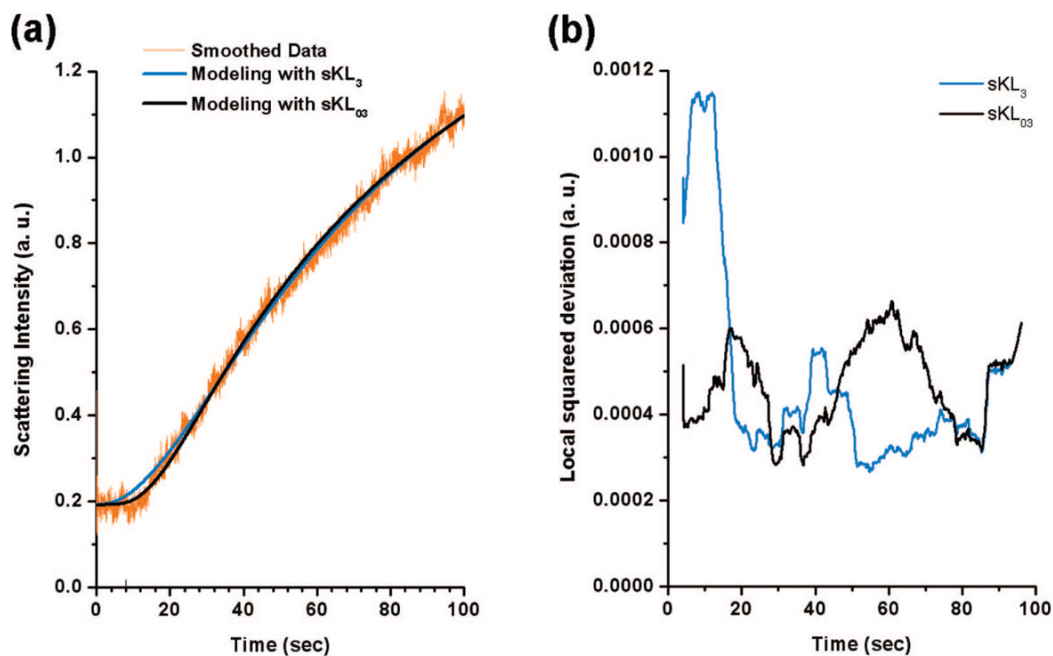 (a)
Smoothed Data
Modeling with sKL₃
Modeling with sKL₀₃
Scattering Intensity (a. u.)
1.2
1.0
0.8
0.6
0.4
0.2
0.0
0 20 40 60 80 100
Time (sec)
(b)
sKL₃
sKL₀₃
Local squareed deviation (a. u.)
0.0012
0.0010
0.0008
0.0006
0.0004
0.0002
0.0000
0 20 40 60 80 100
Time (sec)